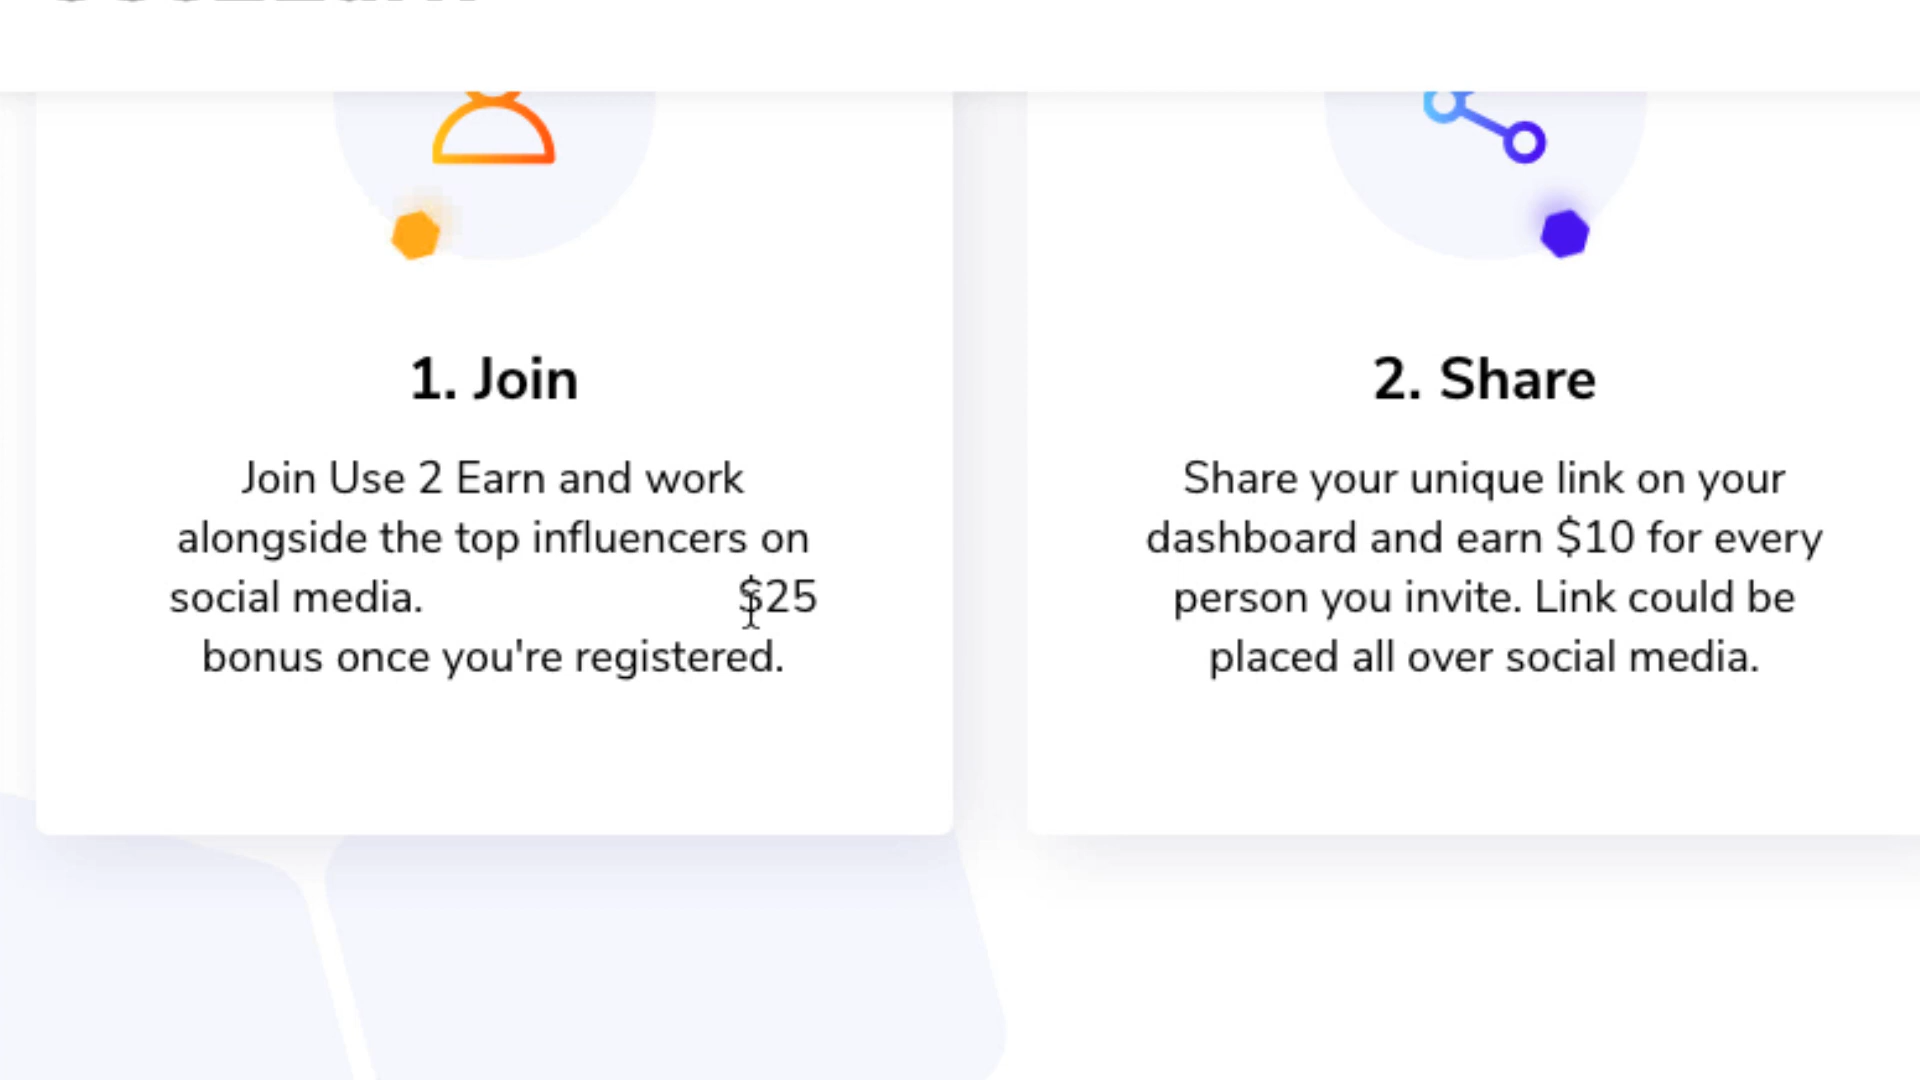 1. Join
Join Use 2 Earn and work
alongside the top influencers on
social media. $25
bonus once you're registered.
2. Share
Share your unique link on your
dashboard and earn $10 for every
person you invite. Link could be
placed all over social media.